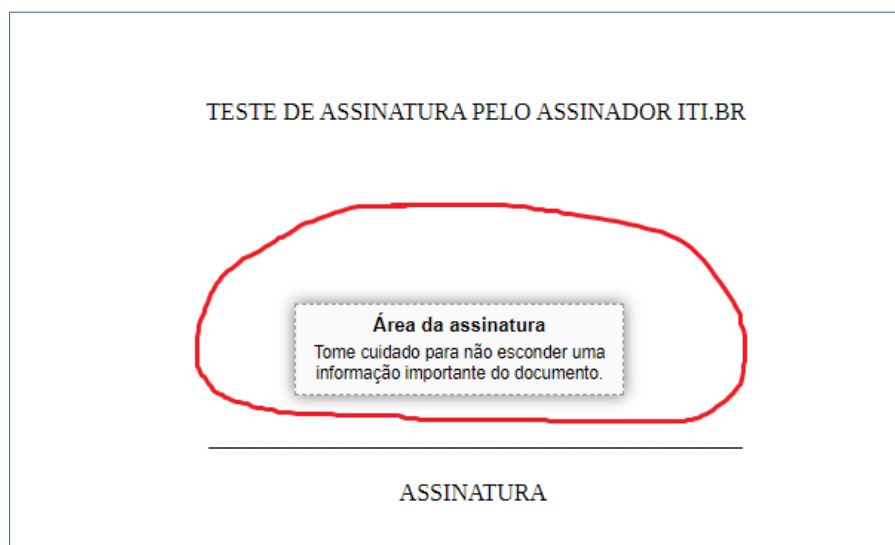 TESTE DE ASSINATURA PELO ASSINADOR ITI.BR
Área da assinatura
Tome cuidado para não esconder uma
informação importante do documento.
ASSINATURA